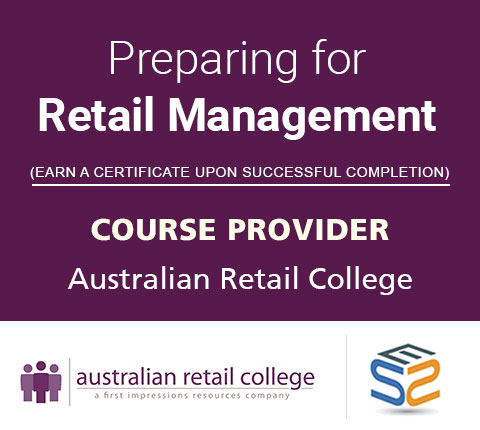 Preparing for
Retail Management
(EARN A CERTIFICATE UPON SUCCESSFUL COMPLETION)
COURSE PROVIDER
Australian Retail College
australian retail college
a first impressions resources company
SES